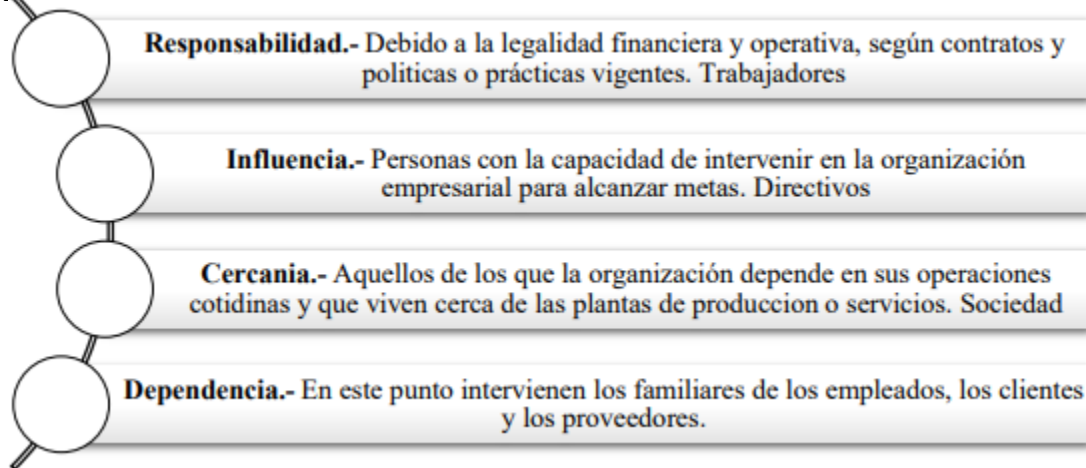 Responsabilidad.- Debido a la legalidad financiera y operativa, según contratos y
politicas o prácticas vigentes. Trabajadores
Influencia.- Personas con la capacidad de intervenir en la organización
empresarial para alcanzar metas. Directivos
Cercania.- Aquellos de los que la organización depende en sus operaciones
cotidinas y que viven cerca de las plantas de produccion o servicios. Sociedad
Dependencia.- En este punto intervienen los familiares de los empleados, los clientes
y los proveedores.